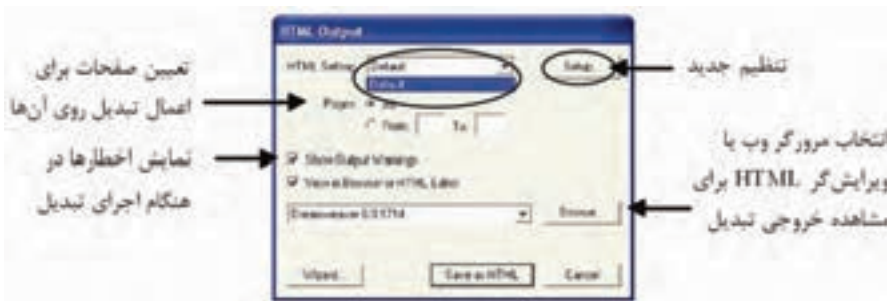 HTML Output
HTML Setup: Default
Default
Setup...
Pages: All
From: To:
Show Output Warnings
View in Browser or HTML Editor
Browse...
Wizard...
Save as HTML
Cancel
تعیین صفحات برای
اعمال تبدیل روی آن‌ها
نمایش اخطارها در
هنگام اجرای تبدیل
تنظیم جدید
انتخاب مرورگر وب یا
ویرایش‌گر HTML برای
مشاهده خروجی تبدیل